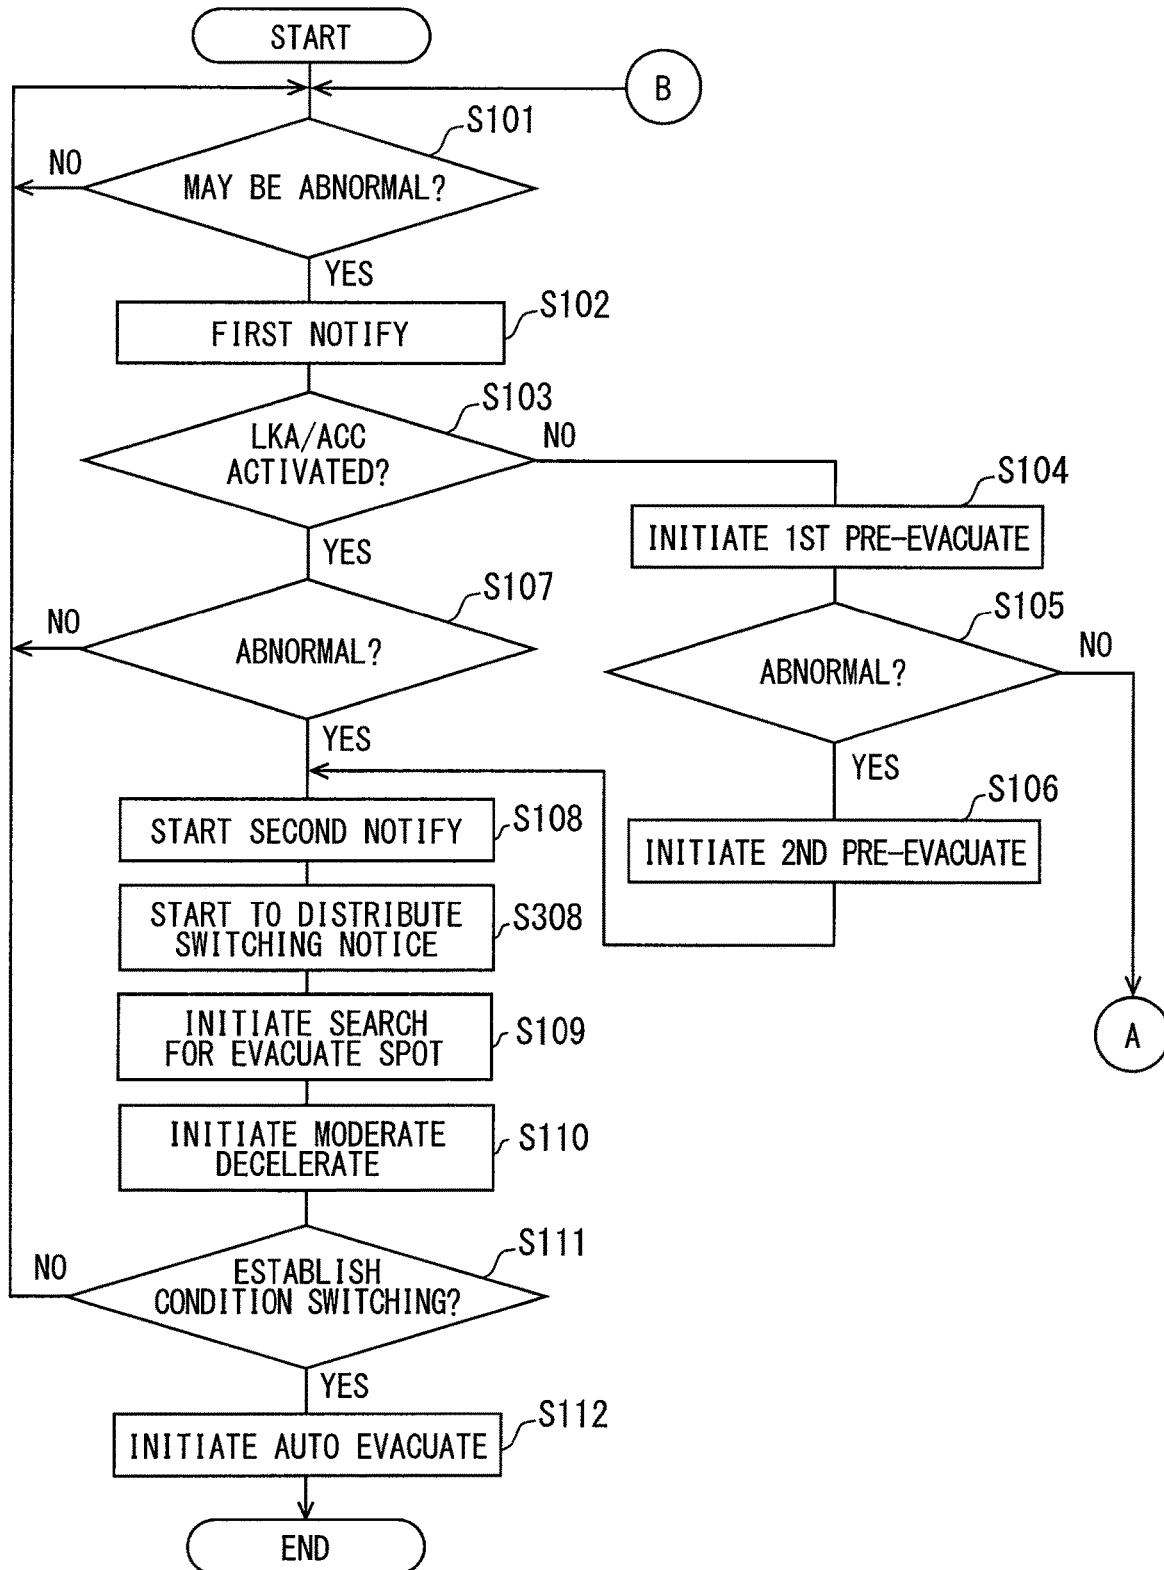 START
B
S101
NO
MAY BE ABNORMAL?
YES
S102
FIRST NOTIFY
S103
LKA/ACC
ACTIVATED?
NO
YES
S104
INITIATE 1ST PRE-EVACUATE
S107
NO
ABNORMAL?
YES
S105
ABNORMAL?
NO
YES
S106
INITIATE 2ND PRE-EVACUATE
START SECOND NOTIFY
S108
START TO DISTRIBUTE
SWITCHING NOTICE
S308
INITIATE SEARCH
FOR EVACUATE SPOT
S109
A
INITIATE MODERATE
DECELERATE
S110
S111
NO
ESTABLISH
CONDITION SWITCHING?
YES
S112
INITIATE AUTO EVACUATE
END